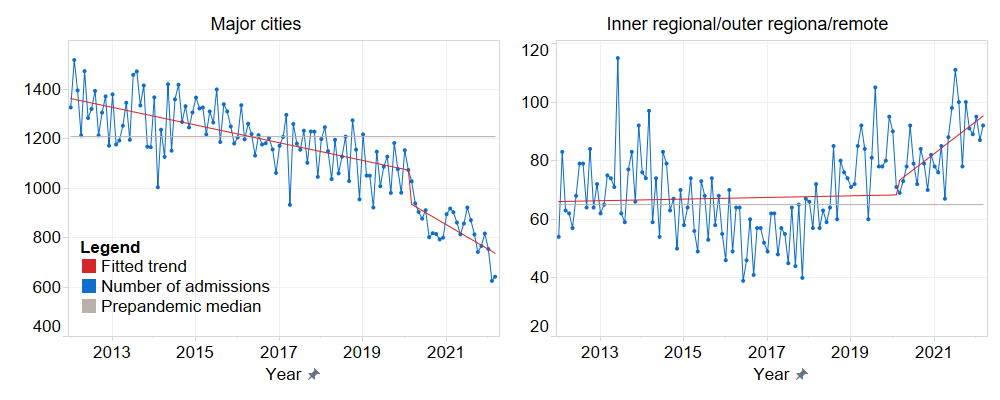 Major cities
1400
1200
1000
800
600
400
Legend
Fitted trend
Number of admissions
Prepandemic median
2013 2015 2017 2019 2021
Year
Inner regional/outer regiona/remote
120
100
80
60
40
20
2013 2015 2017 2019 2021
Year